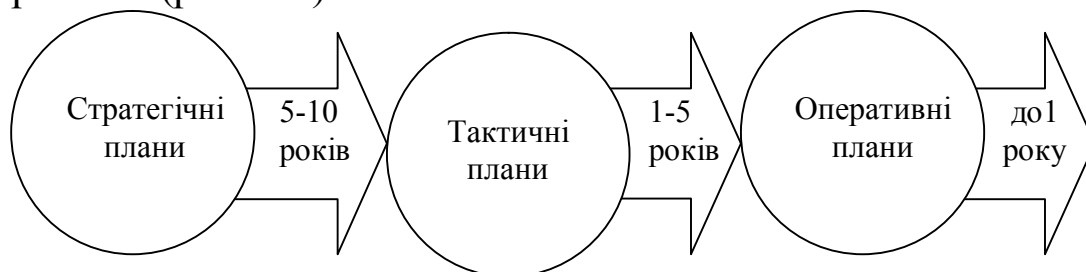 Стратегічні
плани
5-10
років
Тактичні
плани
1-5
років
Оперативні
плани
до1
року